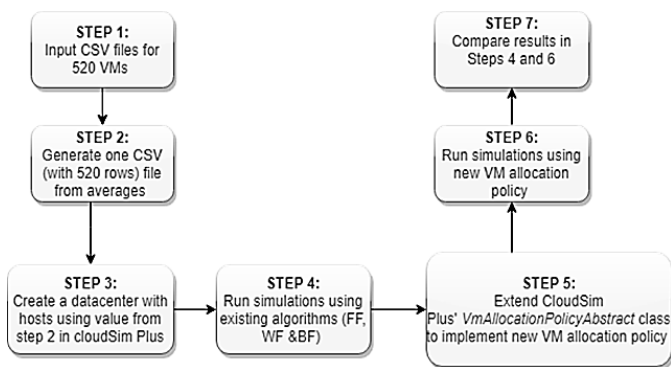 STEP 1:
Input CSV files for
520 VMs
STEP 2:
Generate one CSV
(with 520 rows) file
from averages
STEP 3:
Create a datacenter with
hosts using value from
step 2 in cloudSim Plus
STEP 4:
Run simulations using
existing algorithms (FF,
WF &BF)
STEP 5:
Extend CloudSim
Plus' VmAllocationPolicyAbstract class
to implement new VM allocation policy
STEP 6:
Run simulations using
new VM allocation
policy
STEP 7:
Compare results in
Steps 4 and 6